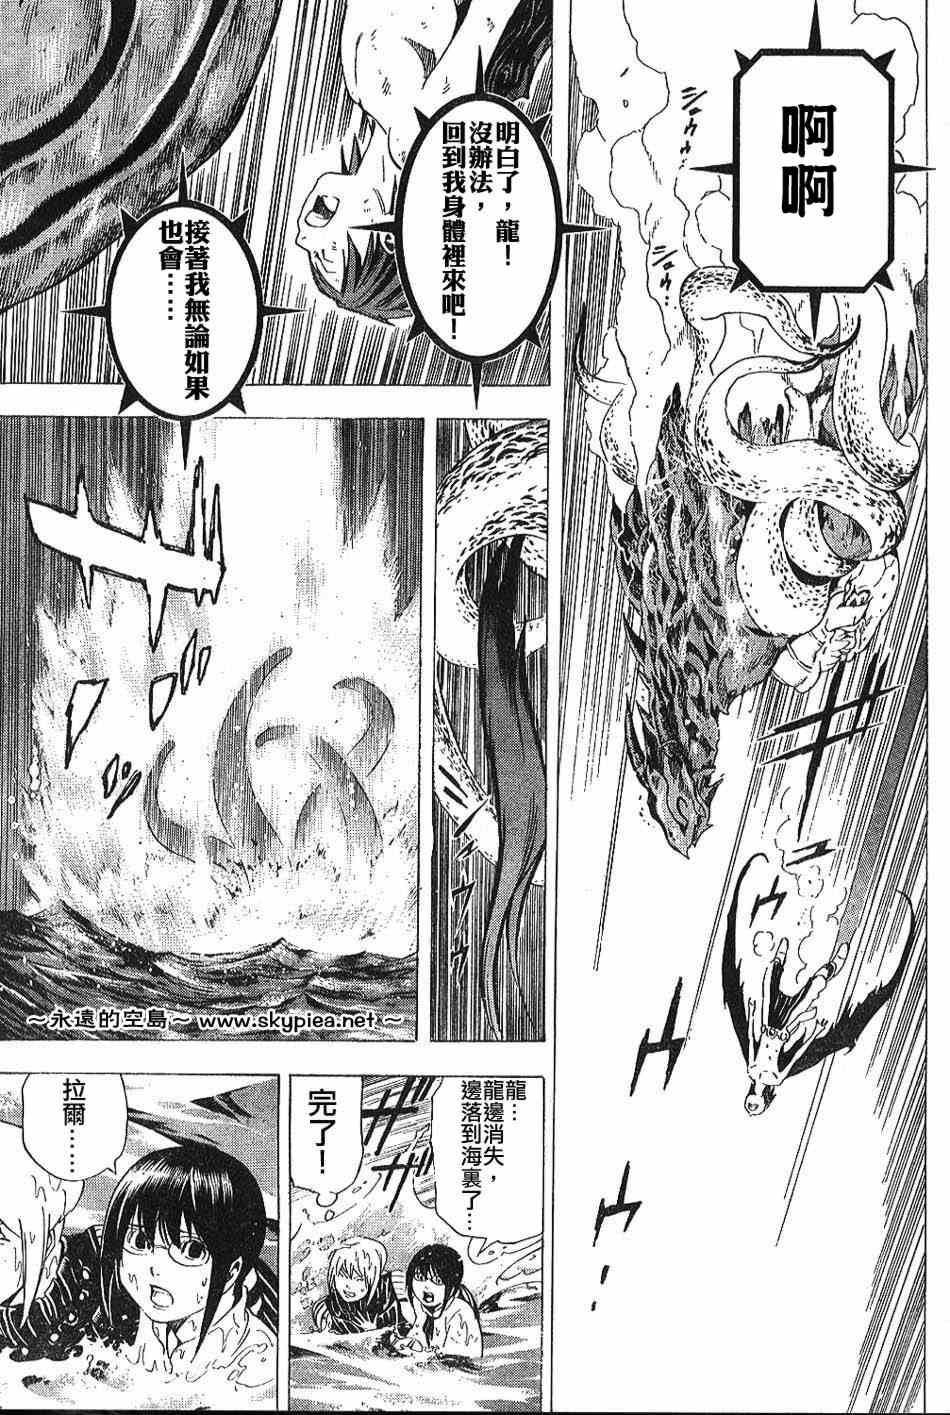 啊
啊
明白了，龍！
沒辦法，
回到我身體裡來吧！
接著我無論如果
也會……
～永遠的空島～ www.skypiea.net ～
龍…
龍邊消失，
邊落到海裏了…
完了！
拉爾……